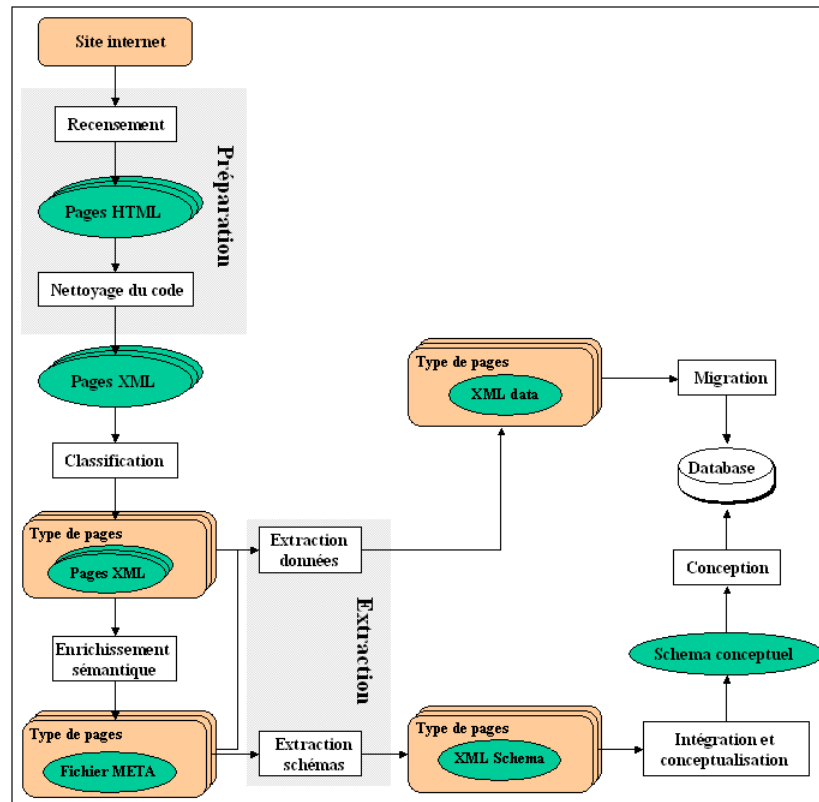 Site internet
Recensement
Préparation
Pages HTML
Nettoyage du code
Pages XML
Classification
Type de pages
Pages XML
Enrichissement
sémantique
Type de pages
Fichier META
Extraction
données
Extraction
Extraction
schémas
Type de pages
XML data
Migration
Database
Conception
Schema conceptuel
Type de pages
XML Schema
Intégration et
conceptualisation